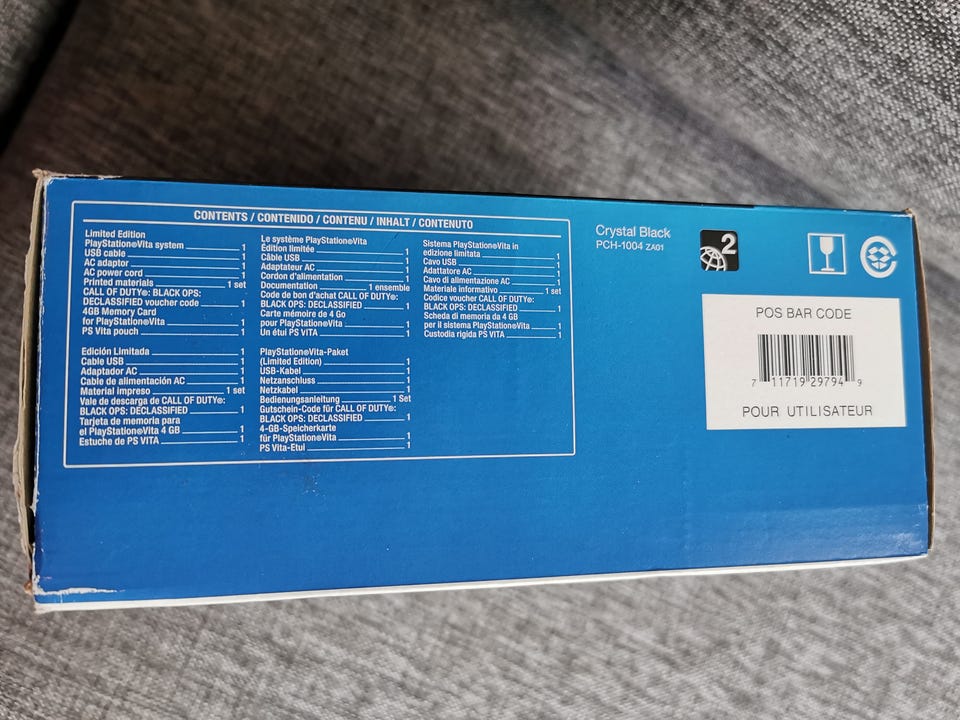 CONTENTS / CONTENIDO / CONTENU / INHALT / CONTENUTO
Limited Edition
PlayStation®Vita system 1
USB cable 1
AC adaptor 1
AC power cord 1
Printed materials 1 set
CALL OF DUTY®: BLACK OPS:
DECLASSIFIED voucher code 1
4GB Memory Card
for PlayStation®Vita 1
PS Vita pouch 1
Edición Limitada 1
Cable USB 1
Adaptador AC 1
Cable de alimentación AC 1
Material impreso 1 set
Vale de descarga de CALL OF DUTY®:
BLACK OPS: DECLASSIFIED 1
Tarjeta de memoria para
el PlayStation®Vita 4 GB 1
Estuche de PS VITA 1
Le système PlayStation®Vita
Édition limitée 1
Câble USB 1
Adaptateur AC 1
Cordon d'alimentation 1
Documentation 1 ensemble
Code de bon d'achat CALL OF DUTY®:
BLACK OPS: DECLASSIFIED 1
Carte mémoire de 4 Go
pour PlayStation®Vita 1
Un étui PS VITA 1
PlayStation®Vita-Paket
(Limited Edition) 1
USB-Kabel 1
Netzanschluss 1
Netzkabel 1
Bedienungsanleitung 1 Set
Gutschein-Code für CALL OF DUTY®:
BLACK OPS: DECLASSIFIED 1
4-GB-Speicherkarte
für PlayStation®Vita 1
PS Vita-Etui 1
Sistema PlayStation®Vita in
edizione limitata 1
Cavo USB 1
Adattatore AC 1
Cavo di alimentazione AC 1
Materiale informativo 1 set
Codice voucher CALL OF DUTY®:
BLACK OPS: DECLASSIFIED 1
Scheda di memoria da 4 GB
per il sistema PlayStation®Vita 1
Custodia rigida PS VITA 1
Crystal Black
PCH-1004 ZA01
2
POS BAR CODE
7 11719 29794 9
POUR UTILISATEUR